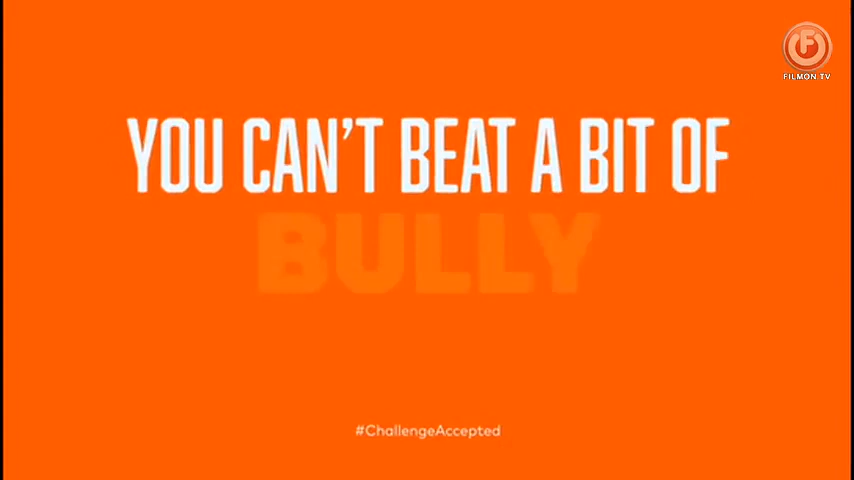 FILMON TV
YOU CAN'T BEAT A BIT OF
BULLY
#ChallengeAccepted